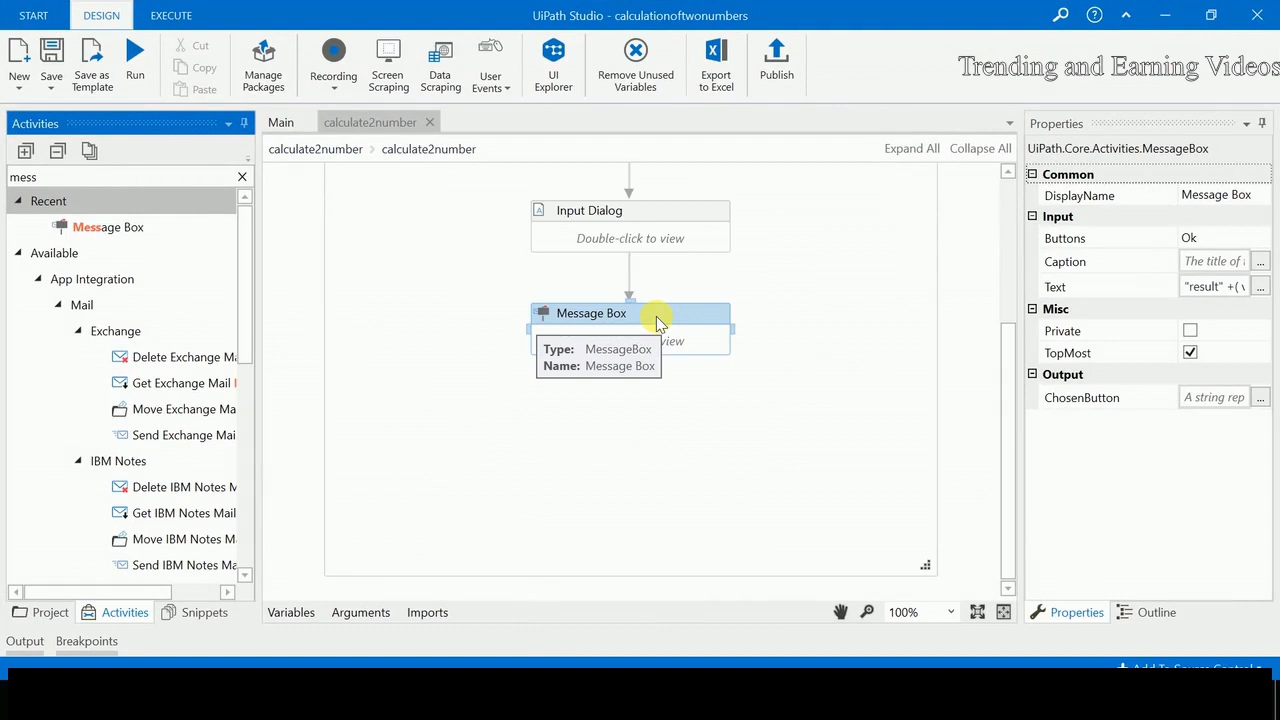 START
DESIGN
EXECUTE
UiPath Studio - calculationoftwonumbers
New
Save
Save as Template
Run
Cut
Copy
Paste
Manage Packages
Recording
Screen Scraping
Data Scraping
User Events
UI Explorer
Remove Unused Variables
Export to Excel
Publish
Trending and Earning Videos
Activities
mess
Recent
Message Box
Available
App Integration
Mail
Exchange
Delete Exchange Ma
Get Exchange Mail
Move Exchange Ma
Send Exchange Mai
IBM Notes
Delete IBM Notes M
Get IBM Notes Mail
Move IBM Notes M
Send IBM Notes Ma
Project
Activities
Snippets
Output
Breakpoints
Main
calculate2number
calculate2number
calculate2number
Expand All
Collapse All
Input Dialog
Double-click to view
Message Box
view
Type: MessageBox
Name: Message Box
Variables
Arguments
Imports
100%
Properties
UiPath.Core.Activities.MessageBox
Common
DisplayName Message Box
Input
Buttons Ok
Caption The title of ...
Text "result" +( ...
Misc
Private
TopMost
Output
ChosenButton A string rep ...
Properties
Outline